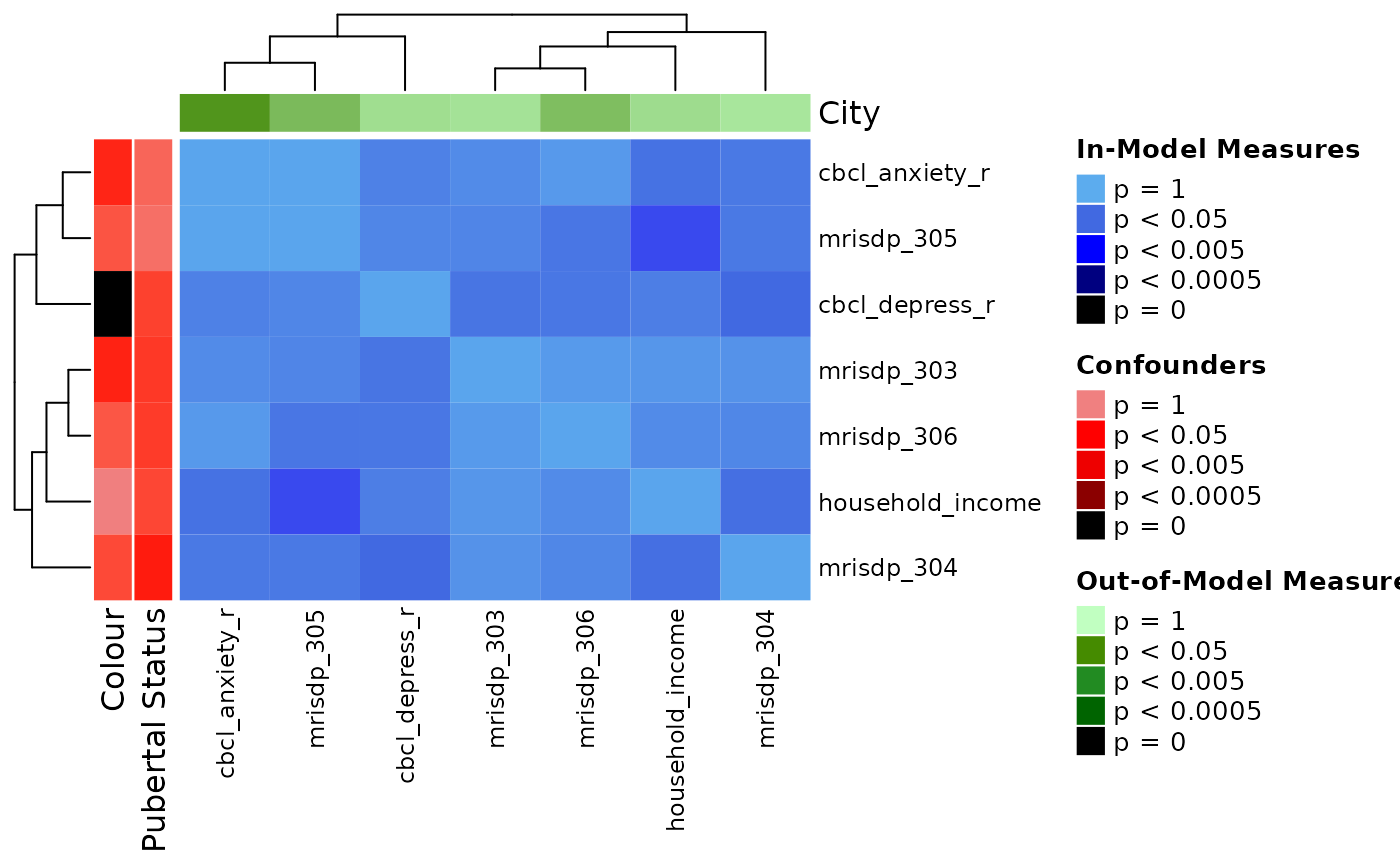 City
cbcl_anxiety_r
mrisdp_305
cbcl_depress_r
mrisdp_303
mrisdp_306
household_income
mrisdp_304
Colour
Pubertal Status
cbcl_anxiety_r
mrisdp_305
cbcl_depress_r
mrisdp_303
mrisdp_306
household_income
mrisdp_304
In-Model Measures
p = 1
p < 0.05
p < 0.005
p < 0.0005
p = 0
Confounders
p = 1
p < 0.05
p < 0.005
p < 0.0005
p = 0
Out-of-Model Measure
p = 1
p < 0.05
p < 0.005
p < 0.0005
p = 0